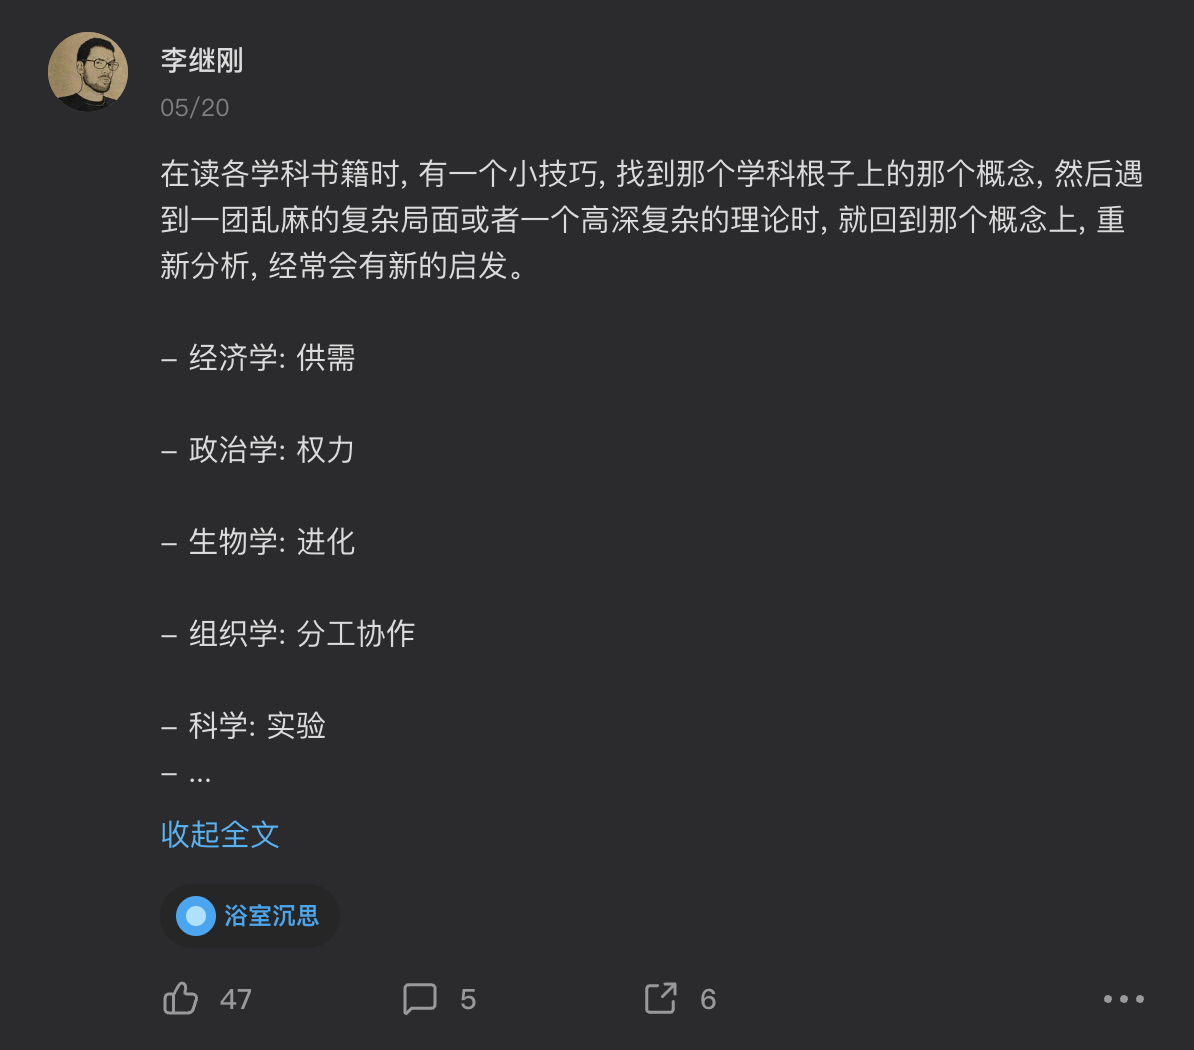 李继刚
05/20
在读各学科书籍时, 有一个小技巧, 找到那个学科根子上的那个概念, 然后遇
到一团乱麻的复杂局面或者一个高深复杂的理论时, 就回到那个概念上, 重
新分析, 经常会有新的启发。
– 经济学: 供需
– 政治学: 权力
– 生物学: 进化
– 组织学: 分工协作
– 科学: 实验
– ...
收起全文
浴室沉思
47
5
6